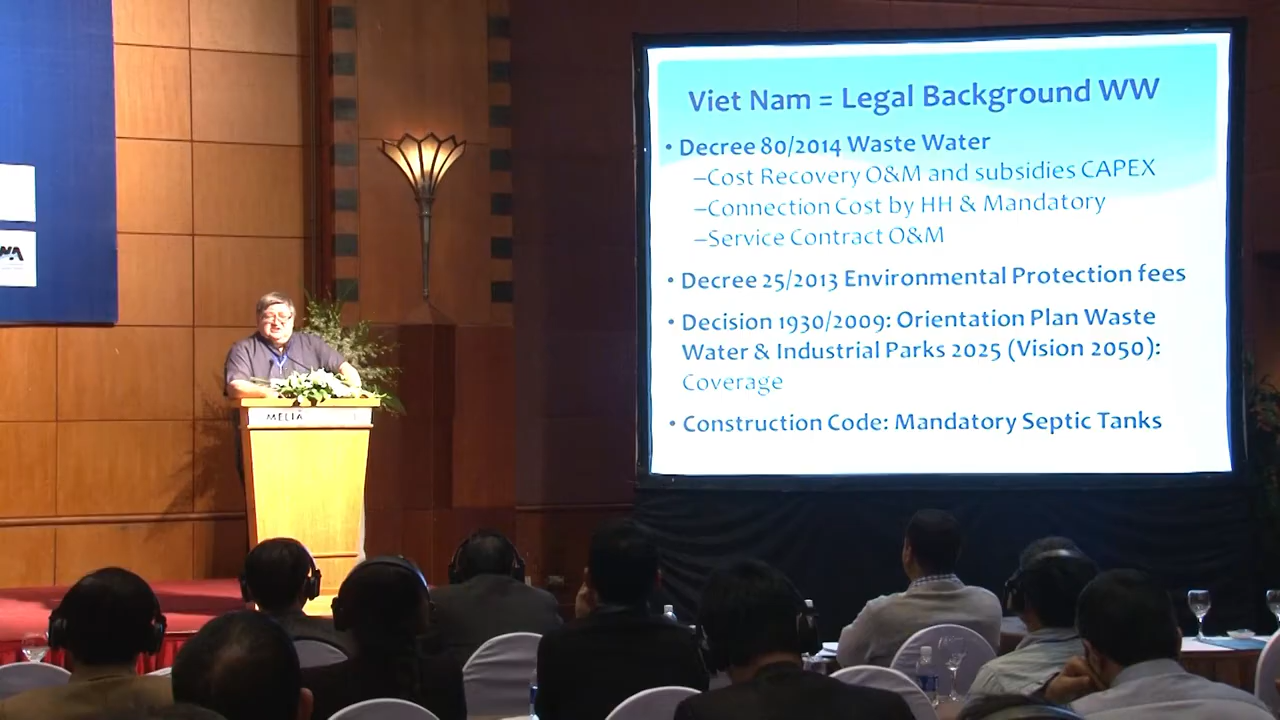 Viet Nam = Legal Background WW
• Decree 80/2014 Waste Water
–Cost Recovery O&M and subsidies CAPEX
–Connection Cost by HH & Mandatory
–Service Contract O&M
• Decree 25/2013 Environmental Protection fees
• Decision 1930/2009: Orientation Plan Waste
Water & Industrial Parks 2025 (Vision 2050):
Coverage
• Construction Code: Mandatory Septic Tanks
MELIÃ